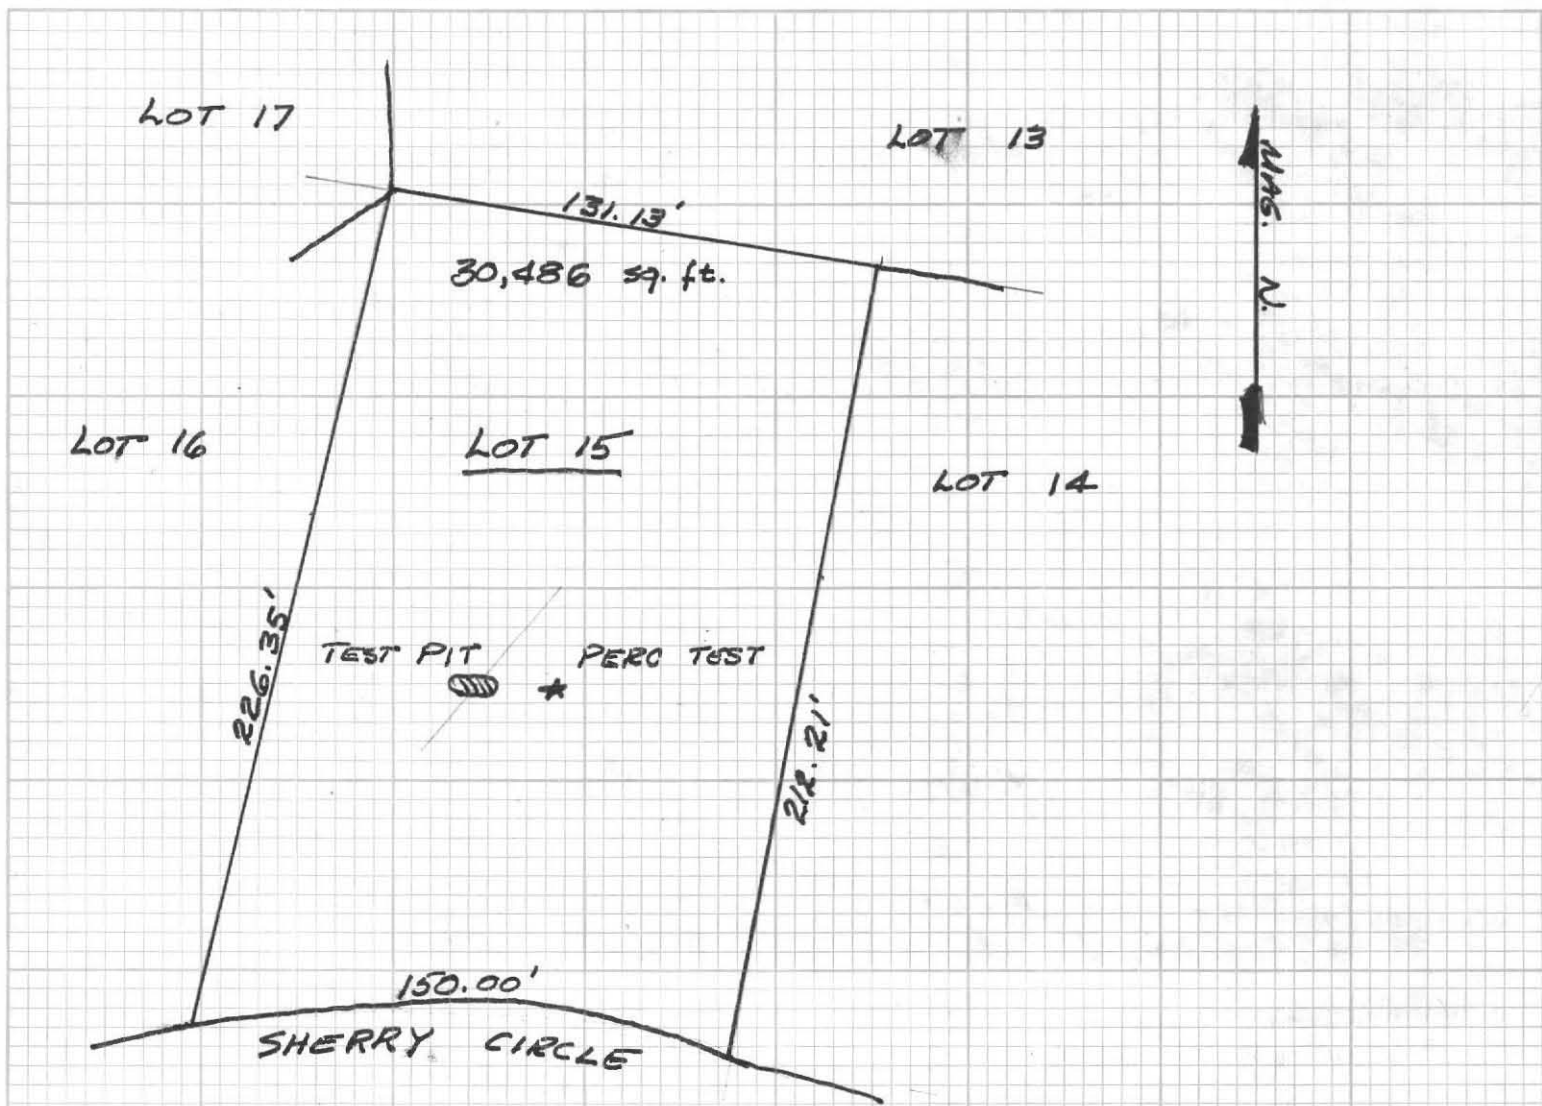 LOT 17
LOT 13
MAG. N.
131.13'
30,486 sq. ft.
LOT 16
LOT 15
LOT 14
226.35'
TEST PIT
PERC TEST
212.21'
150.00'
SHERRY CIRCLE